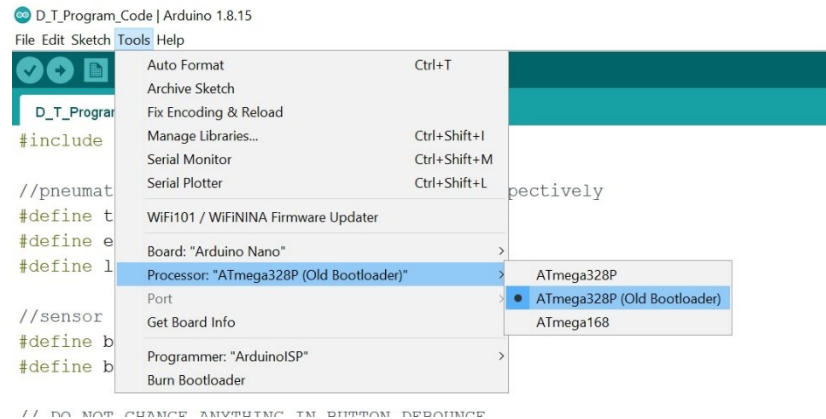 D_T_Program_Code | Arduino 1.8.15
File Edit Sketch Tools Help
Auto Format Ctrl+T
Archive Sketch
D_T_Progra
Fix Encoding & Reload
#include
Manage Libraries... Ctrl+Shift+I
Serial Monitor Ctrl+Shift+M
Serial Plotter Ctrl+Shift+L
//pneumat
pectively
WiFi101 / WiFiNINA Firmware Updater
#define t
#define e
Board: "Arduino Nano"
#define l
Processor: "ATmega328P (Old Bootloader)"
ATmega328P
Port
ATmega328P (Old Bootloader)
//sensor
Get Board Info
ATmega168
#define b
Programmer: "ArduinoISP"
#define b
Burn Bootloader
// DO NOT CHANGE ANYTHING IN BUTTON DEBOUNCE